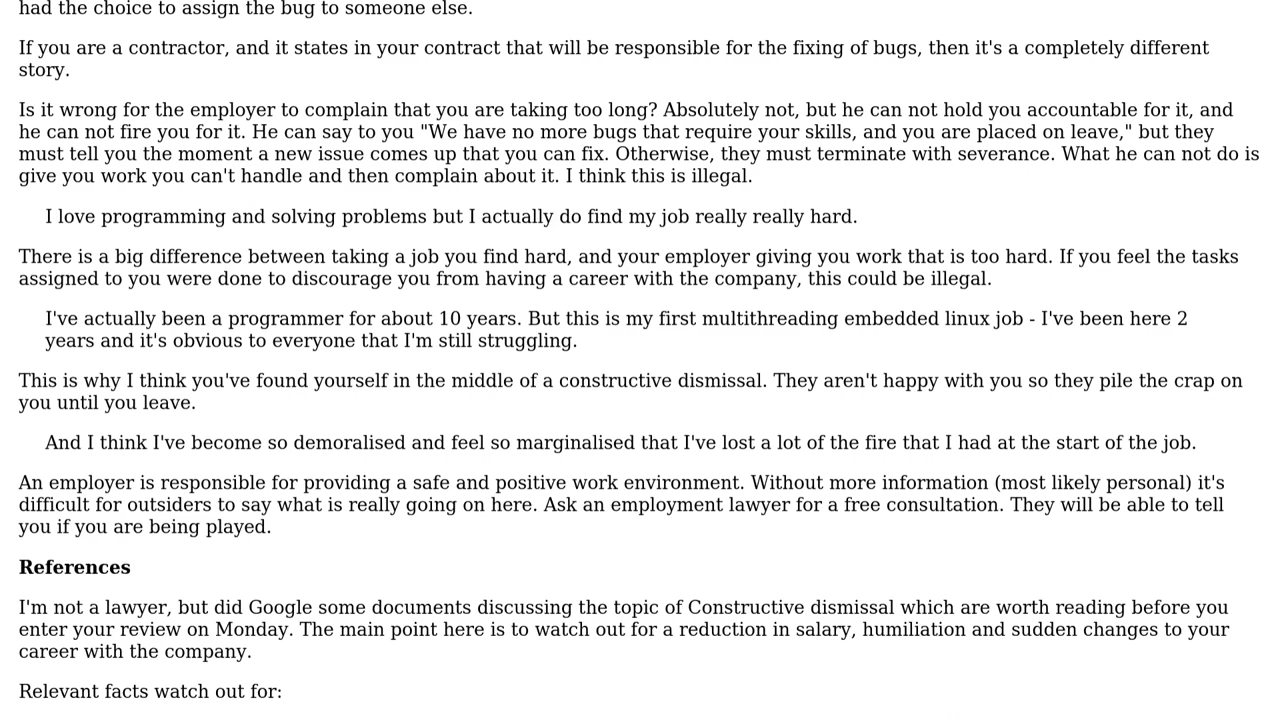 had the choice to assign the bug to someone else.
If you are a contractor, and it states in your contract that will be responsible for the fixing of bugs, then it's a completely different
story.
Is it wrong for the employer to complain that you are taking too long? Absolutely not, but he can not hold you accountable for it, and
he can not fire you for it. He can say to you "We have no more bugs that require your skills, and you are placed on leave," but they
must tell you the moment a new issue comes up that you can fix. Otherwise, they must terminate with severance. What he can not do is
give you work you can't handle and then complain about it. I think this is illegal.
I love programming and solving problems but I actually do find my job really really hard.
There is a big difference between taking a job you find hard, and your employer giving you work that is too hard. If you feel the tasks
assigned to you were done to discourage you from having a career with the company, this could be illegal.
I've actually been a programmer for about 10 years. But this is my first multithreading embedded linux job - I've been here 2
years and it's obvious to everyone that I'm still struggling.
This is why I think you've found yourself in the middle of a constructive dismissal. They aren't happy with you so they pile the crap on
you until you leave.
And I think I've become so demoralised and feel so marginalised that I've lost a lot of the fire that I had at the start of the job.
An employer is responsible for providing a safe and positive work environment. Without more information (most likely personal) it's
difficult for outsiders to say what is really going on here. Ask an employment lawyer for a free consultation. They will be able to tell
you if you are being played.
References
I'm not a lawyer, but did Google some documents discussing the topic of Constructive dismissal which are worth reading before you
enter your review on Monday. The main point here is to watch out for a reduction in salary, humiliation and sudden changes to your
career with the company.
Relevant facts watch out for: